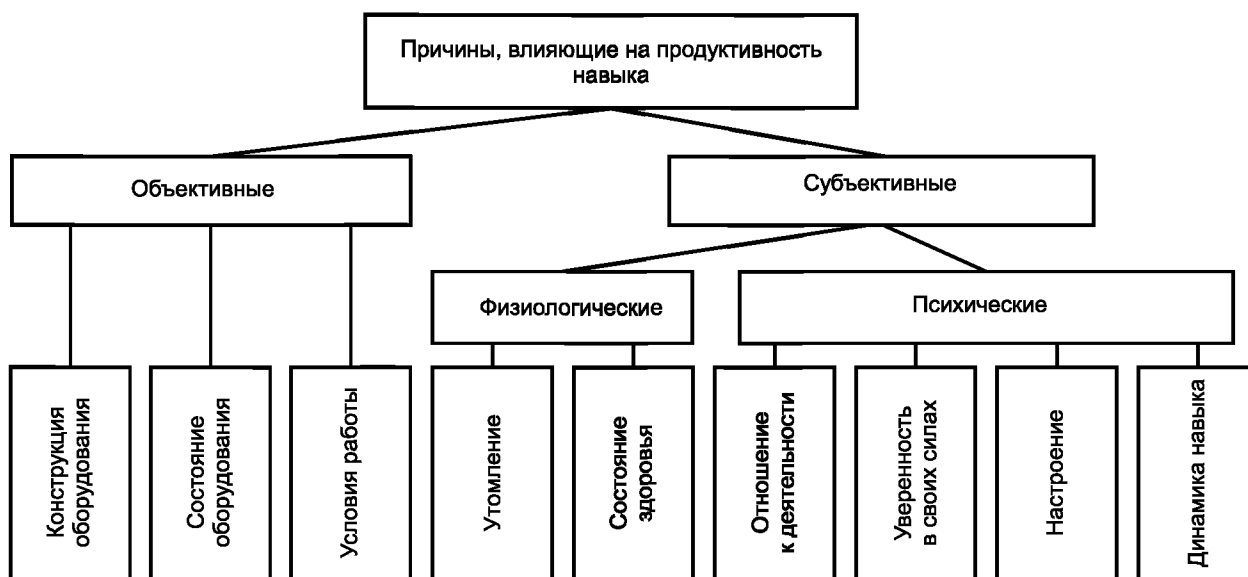 Причины, влияющие на продуктивность
навыка
Объективные
Субъективные
Физиологические
Психические
Конструкция
оборудования
Состояние
оборудования
Условия работы
Утомление
Состояние
здоровья
Отношение
к деятельности
Уверенность
в своих силах
Настроение
Динамика навыка